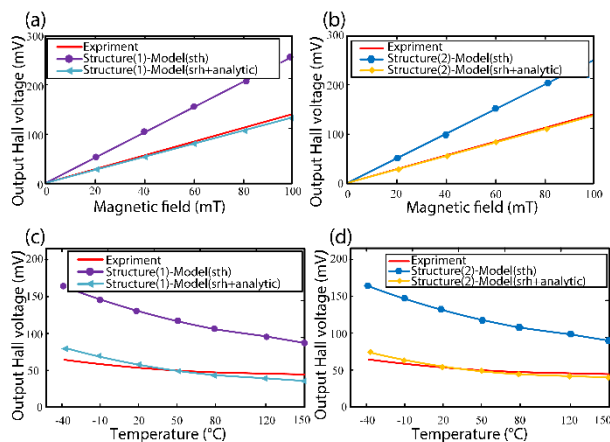 (a)
Experiment
Structure(1)-Model(sth)
Structure(1)-Model(srh+analytic)
Output Hall voltage (mV)
300
200
100
0
0 20 40 60 80 100
Magnetic field (mT)
(b)
Experiment
Structure(2)-Model(sth)
Structure(2)-Model(srh+analytic)
Output Hall voltage (mV)
300
200
100
0 20 40 60 80 100
Magnetic field (mT)
(c)
Experiment
Structure(1)-Model(sth)
Structure(1)-Model(srh+analytic)
Output Hall voltage (mV)
200
150
100
50
0
-40 -10 20 50 80 120 150
Temperature (°C)
(d)
Experiment
Structure(2)-Model(sth)
Structure(2)-Model(srh+analytic)
Output Hall voltage (mV)
200
150
100
50
0
-40 -10 20 50 80 120 150
Temperature (°C)